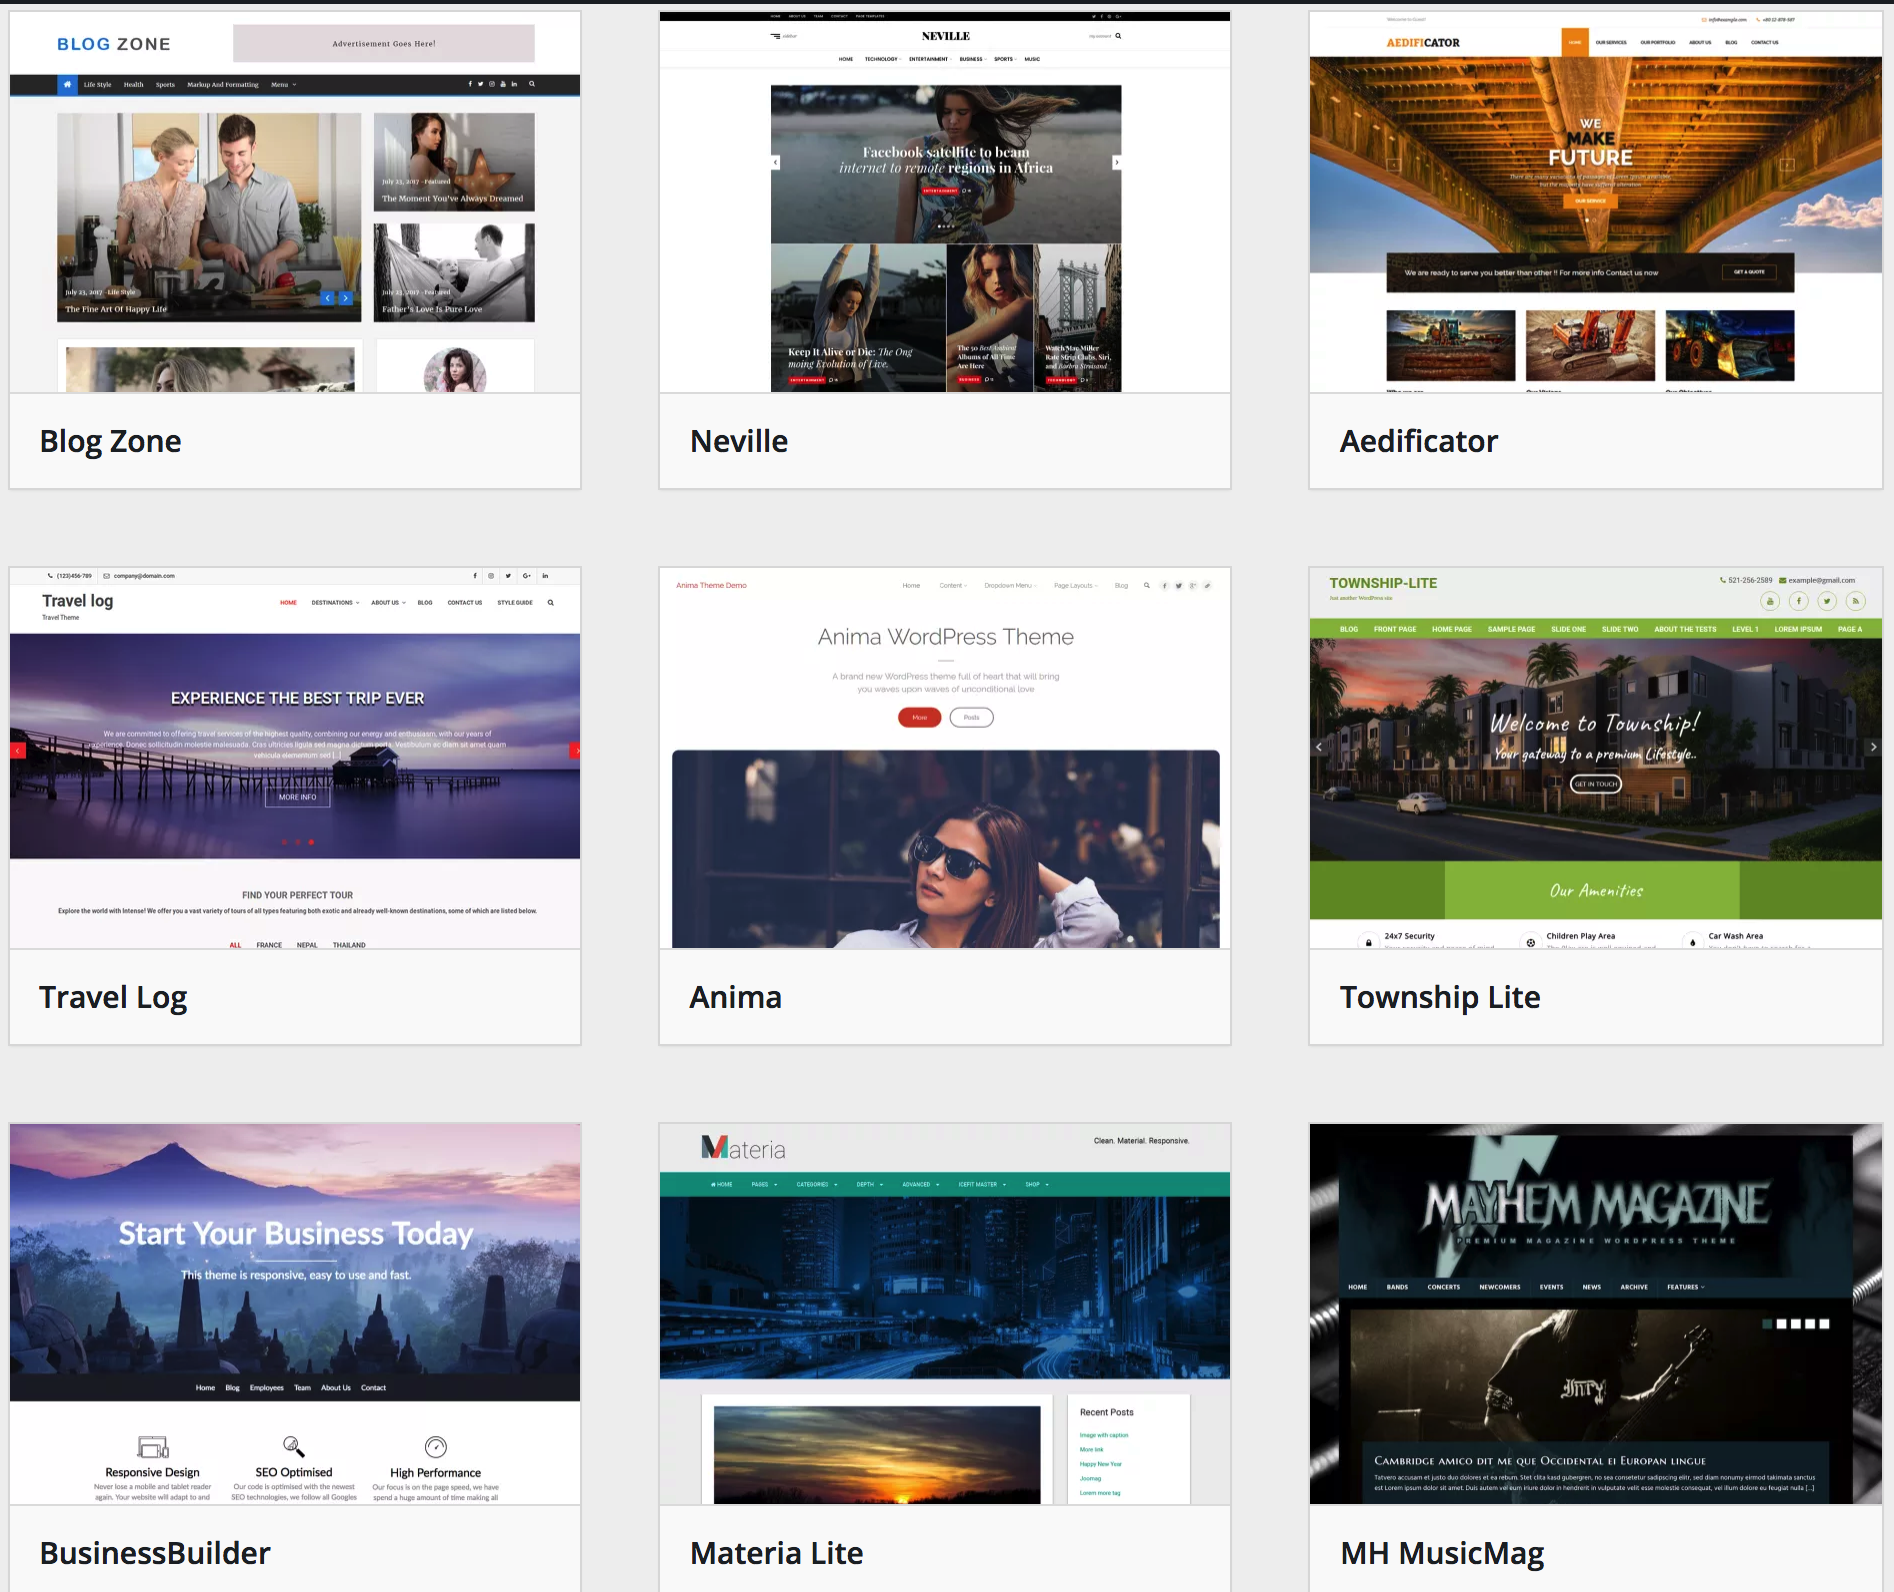 BLOG ZONE
Advertisement Goes Here!
Life Style Health Sports Markup And Formatting Menu
July 23, 2017 - Featured
The Moment You've Always Dreamed
July 23, 2017 - Life Style
The Fine Art Of Happy Life
July 23, 2017 - Featured
Father's Love Is Pure Love
Blog Zone
HOME ABOUT US TEAM CONTACT PAGE TEMPLATES
sidebar
NEVILLE
HOME TECHNOLOGY ENTERTAINMENT BUSINESS SPORTS MUSIC
Facebook satellite to beam
internet to remote regions in Africa
ENTERTAINMENT
Keep It Alive or Die: The Ong
moing Evolution of Live.
ENTERTAINMENT
The 50 Best Ambient
Albums of All Time
Are Here
BUSINESS
Watch Mac Miller
Rate Strip Clubs, Siri,
and Barbra Streisand
TECHNOLOGY
Neville
info@example.com
AEDIFICATOR
HOME OUR SERVICES OUR PORTFOLIO ABOUT US BLOG CONTACT US
WE
MAKE
FUTURE
OUR SERVICE
We are ready to serve you better than other !! For more info Contact us now
GET A QUOTE
Aedificator
(123)456-789 company@domain.com
Travel log
Travel Theme
HOME DESTINATIONS ABOUT US BLOG CONTACT US STYLE GUIDE
EXPERIENCE THE BEST TRIP EVER
We are committed to offering travel services of the highest quality, combining our energy and enthusiasm, with our years of
experience. Donec sollicitudin molestie malesuada. Cras ultricies ligula sed magna dictum porta. Vestibulum ac diam sit amet quam
vehicula elementum sed [...]
MORE INFO
FIND YOUR PERFECT TOUR
Explore the world with Intense! We offer you a vast variety of tours of all types featuring both exotic and already well-known destinations, some of which are listed below.
ALL FRANCE NEPAL THAILAND
Travel Log
Anima Theme Demo
Home Content Dropdown Menu Page Layouts Blog
Anima WordPress Theme
A brand new WordPress theme full of heart that will bring
you waves upon waves of unconditional love
More Posts
Anima
TOWNSHIP-LITE
Just another WordPress site
521-256-2589 example@gmail.com
BLOG FRONT PAGE HOME PAGE SAMPLE PAGE SLIDE ONE SLIDE TWO ABOUT THE TESTS LEVEL 1 LOREM IPSUM PAGE A
Welcome to Township!
Your gateway to a premium Lifestyle..
GET IN TOUCH
Our Amenities
24x7 Security
Children Play Area
Car Wash Area
Township Lite
Start Your Business Today
This theme is responsive, easy to use and fast.
Home Blog Employees Team About Us Contact
Responsive Design
Never lose a mobile and tablet reader
again. Your website will adapt to and
SEO Optimised
Our code is optimised with the newest
SEO technologies, we follow all Googles
High Performance
Our focus is on the page speed, we have
spend a huge amount of time making all
BusinessBuilder
Materia
Clean. Material. Responsive.
HOME PAGES CATEGORIES DEPTH ADVANCED ICEFIT MASTER SHOP
Recent Posts
Image with caption
More link
Happy New Year
Joomag
Lorem more tag
Materia Lite
MAYHEM MAGAZINE
PREMIUM MAGAZINE WORDPRESS THEME
HOME BANDS CONCERTS NEWCOMERS EVENTS NEWS ARCHIVE FEATURES
CAMBRIDGE AMICO DIT ME QUE OCCIDENTAL EI EUROPAN LINGUE
Tatvero accusam et justo duo dolores et ea rebum. Stet clita kasd gubergren, no sea consetetur sadipscing elitr, sed diam nonumy eirmod takimata sanctus
est Lorem ipsum dolor sit amet. Duis autem vel eum iriure dolor in hendrerit in vulputate velit esse molestie consequat, vel illum dolore eu feugiat nulla [...]
MH MusicMag